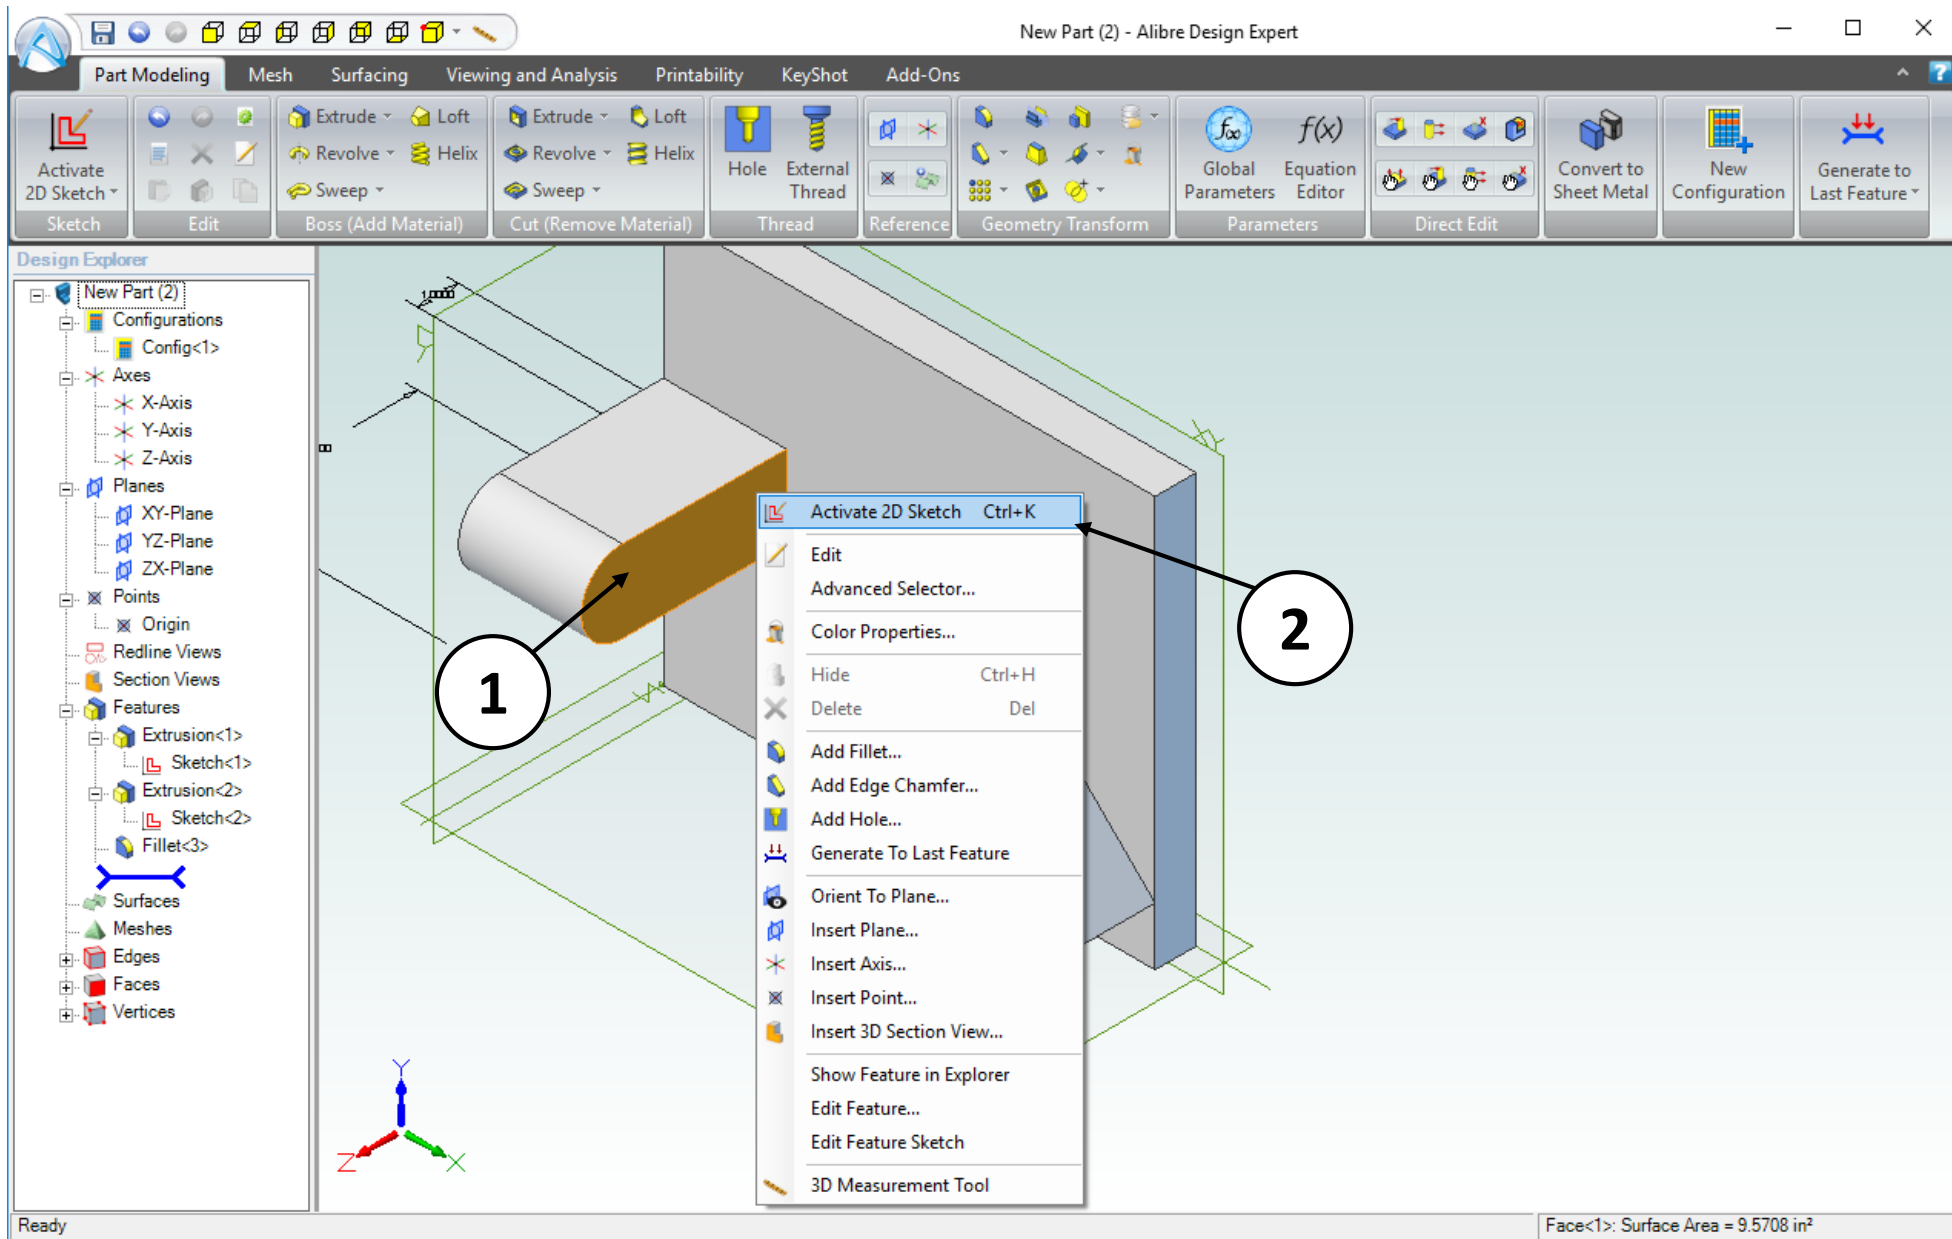 New Part (2) - Alibre Design Expert
Part Modeling Mesh Surfacing Viewing and Analysis Printability KeyShot Add-Ons
Activate
2D Sketch
Sketch
Edit
Extrude Loft
Revolve Helix
Sweep
Boss (Add Material)
Extrude Loft
Revolve Helix
Sweep
Cut (Remove Material)
Hole
External
Thread
Thread
Reference
Geometry Transform
Global
Parameters
f(x)
Equation
Editor
Parameters
Direct Edit
Convert to
Sheet Metal
New
Configuration
Generate to
Last Feature
Design Explorer
New Part (2)
Configurations
Config<1>
Axes
X-Axis
Y-Axis
Z-Axis
Planes
XY-Plane
YZ-Plane
ZX-Plane
Points
Origin
Redline Views
Section Views
Features
Extrusion<1>
Sketch<1>
Extrusion<2>
Sketch<2>
Fillet<3>
Surfaces
Meshes
Edges
Faces
Vertices
1
2
Activate 2D Sketch Ctrl+K
Edit
Advanced Selector...
Color Properties...
Hide Ctrl+H
Delete Del
Add Fillet...
Add Edge Chamfer...
Add Hole...
Generate To Last Feature
Orient To Plane...
Insert Plane...
Insert Axis...
Insert Point...
Insert 3D Section View...
Show Feature in Explorer
Edit Feature...
Edit Feature Sketch
3D Measurement Tool
Y
Z
X
Ready
Face<1>: Surface Area = 9.5708 in²